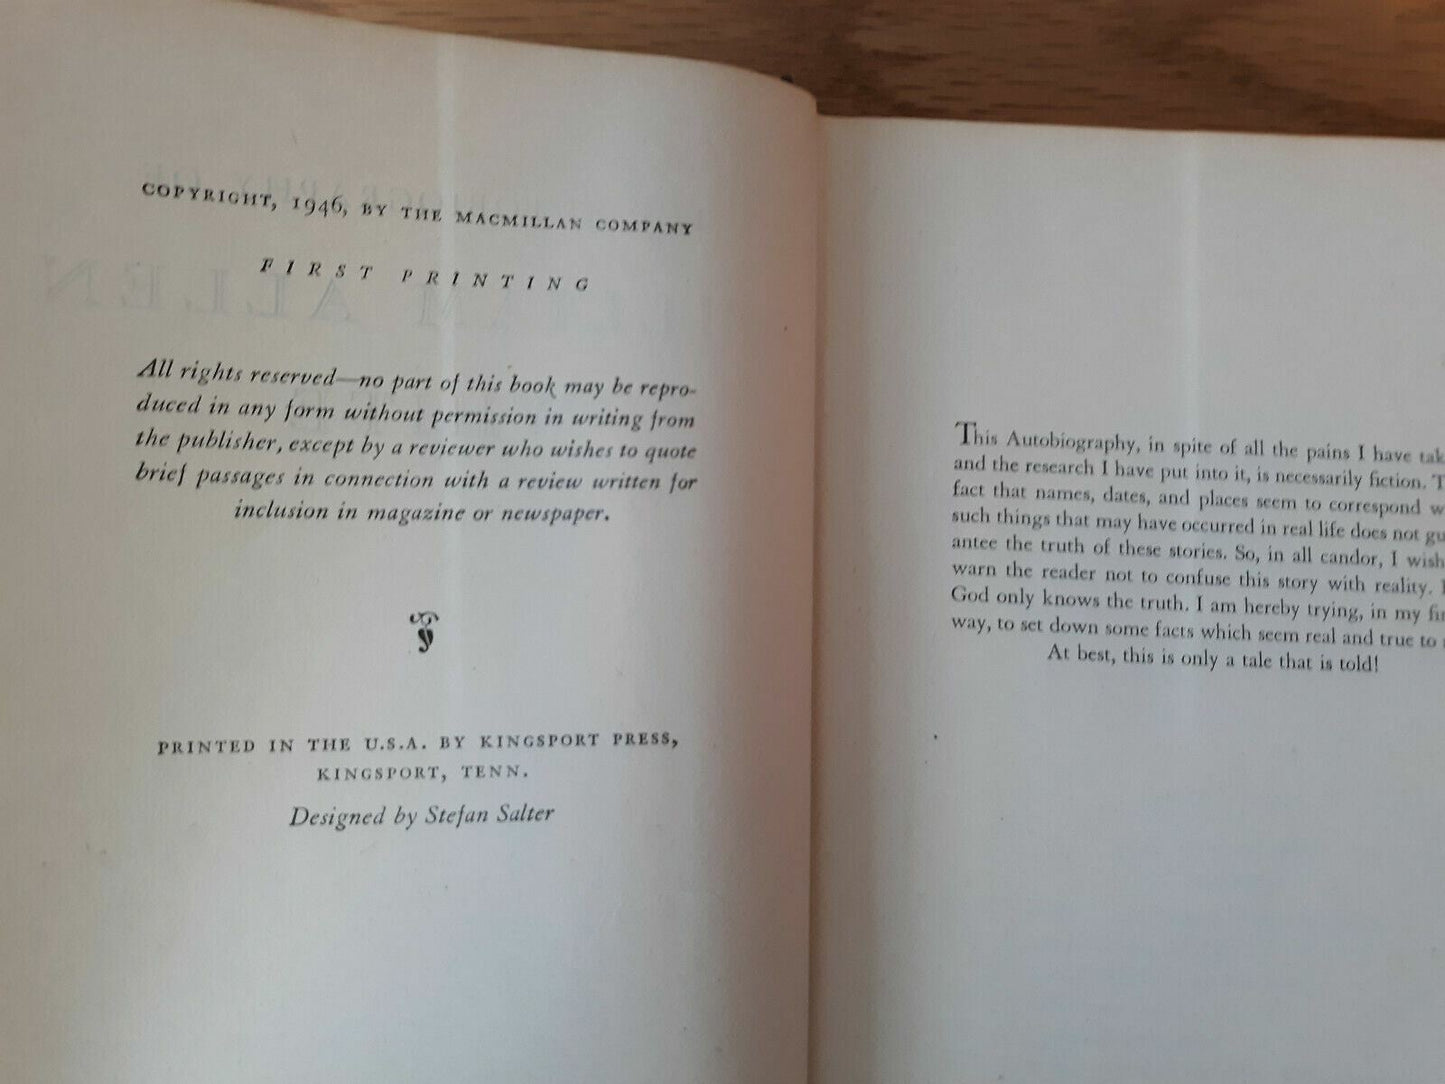 COPYRIGHT, 1946, BY THE MACMILLAN COMPANY
FIRST PRINTING
All rights reserved—no part of this book may be repro-
duced in any form without permission in writing from
the publisher, except by a reviewer who wishes to quote
brief passages in connection with a review written for
inclusion in magazine or newspaper.
PRINTED IN THE U.S.A. BY KINGSPORT PRESS,
KINGSPORT, TENN.
Designed by Stefan Salter
This Autobiography, in spite of all the pains I have tak
and the research I have put into it, is necessarily fiction. T
fact that names, dates, and places seem to correspond w
such things that may have occurred in real life does not gu
antee the truth of these stories. So, in all candor, I wish
warn the reader not to confuse this story with reality.
God only knows the truth. I am hereby trying, in my
way, to set down some facts which seem real and true to
At best, this is only a tale that is told!